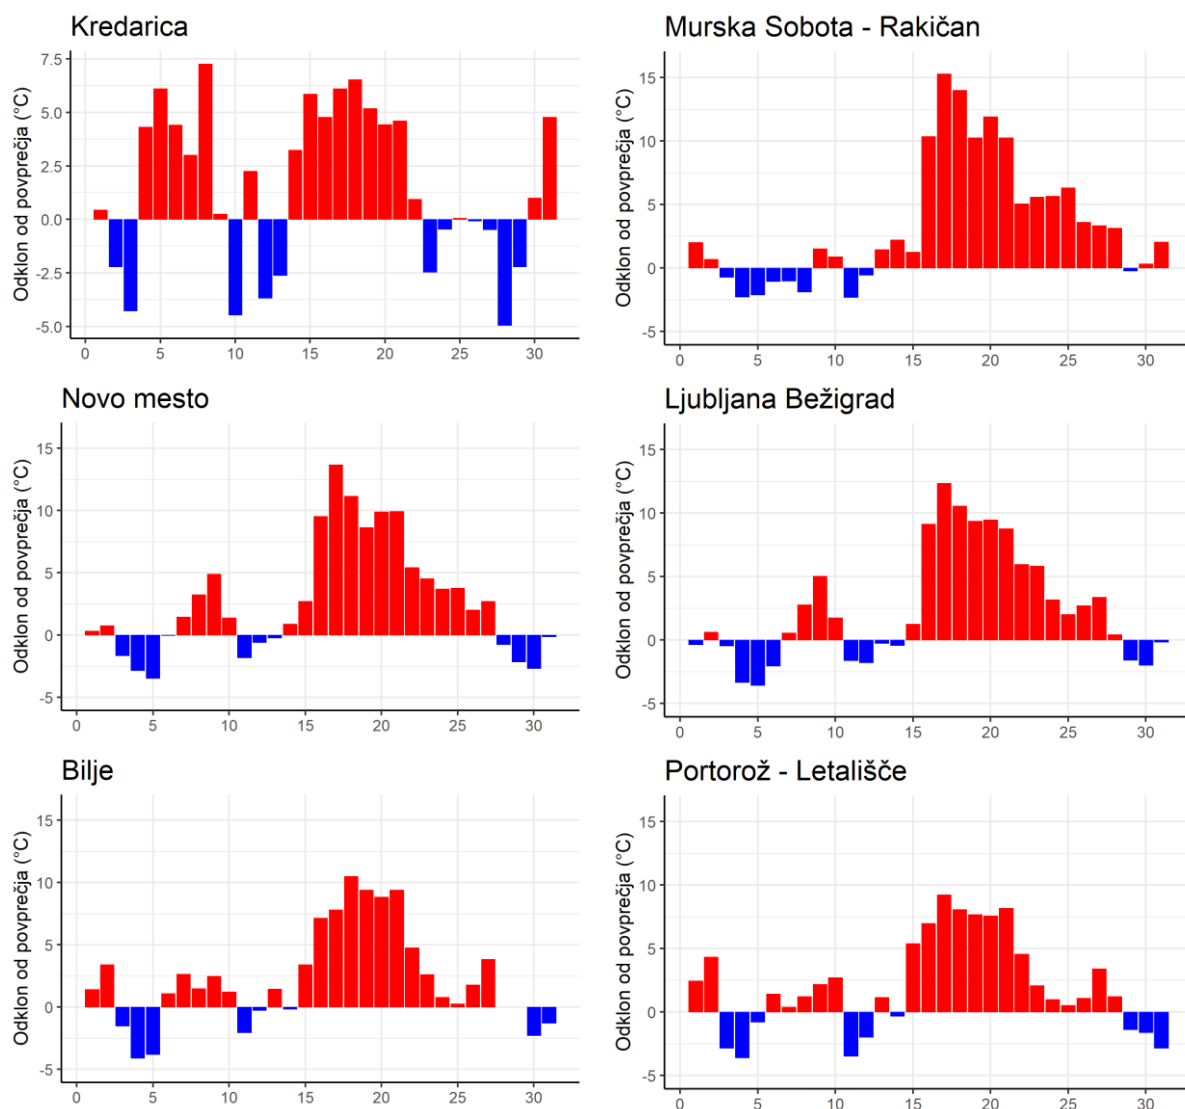 Kredarica
Odklon od povprečja (°C)
7.5
5.0
2.5
0.0
-2.5
-5.0
0 5 10 15 20 25 30
Murska Sobota - Rakičan
Odklon od povprečja (°C)
15
10
5
0
-5
0 5 10 15 20 25 30
Novo mesto
Odklon od povprečja (°C)
15
10
5
0
-5
0 5 10 15 20 25 30
Ljubljana Bežigrad
Odklon od povprečja (°C)
15
10
5
0
-5
0 5 10 15 20 25 30
Bilje
Odklon od povprečja (°C)
15
10
5
0
-5
0 5 10 15 20 25 30
Portorož - Letališče
Odklon od povprečja (°C)
15
10
5
0
-5
0 5 10 15 20 25 30